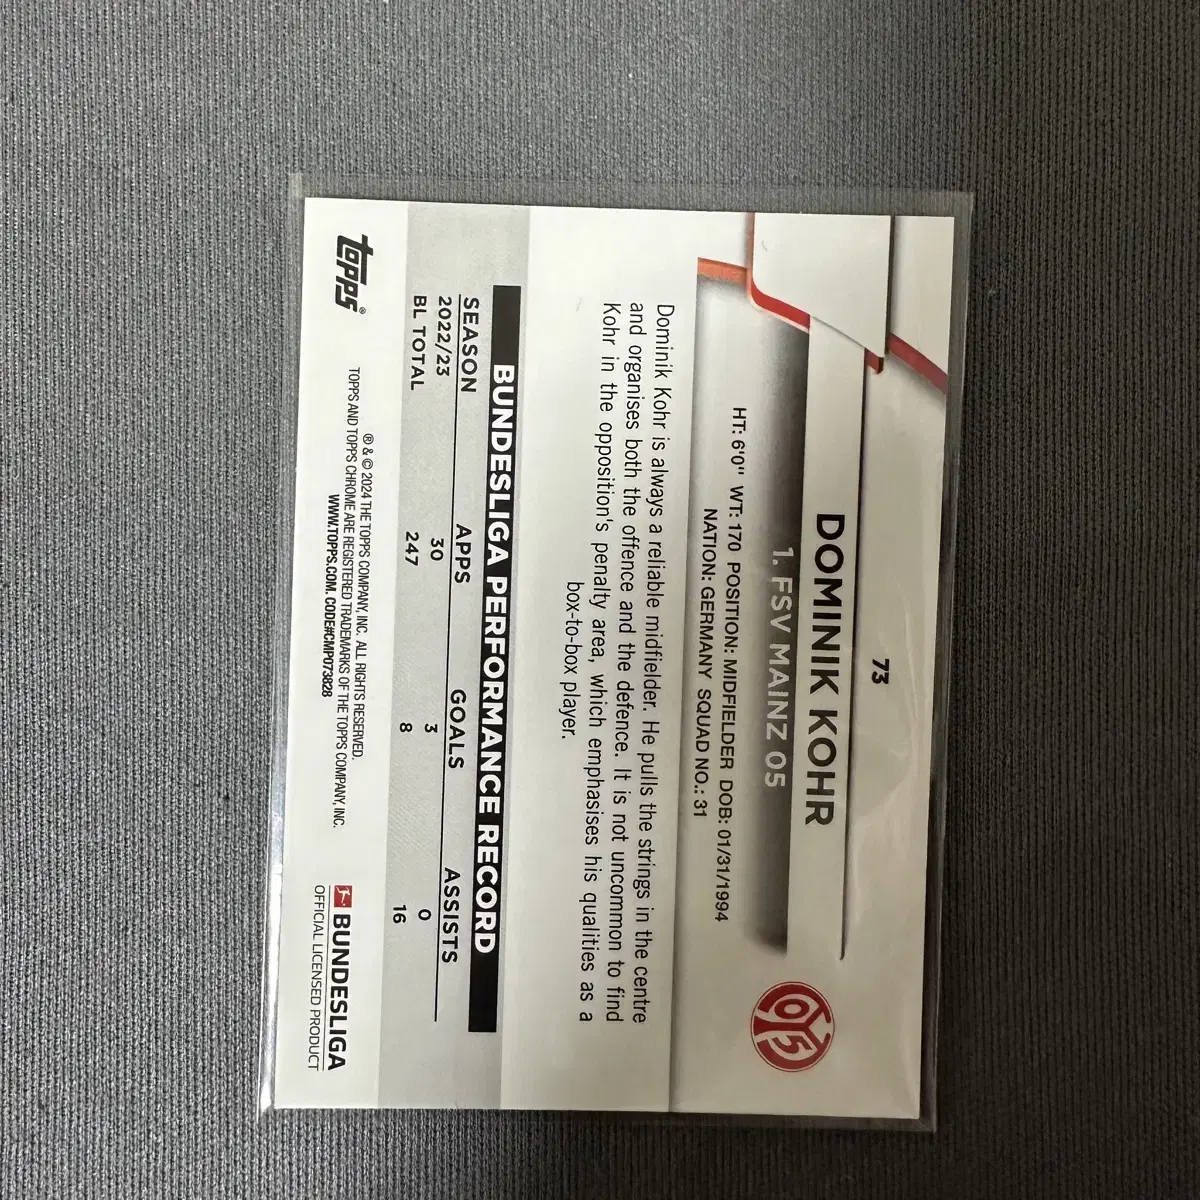 73
DOMINIK KOHR
1. FSV MAINZ 05
HT: 6'0" WT: 170 POSITION: MIDFIELDER DOB: 01/31/1994
NATION: GERMANY SQUAD NO.: 31
Dominik Kohr is always a reliable midfielder. He pulls the strings in the centre
and organises both the offence and the defence. It is not uncommon to find
Kohr in the opposition's penalty area, which emphasises his qualities as a
box-to-box player.
BUNDESLIGA PERFORMANCE RECORD
SEASON APPS GOALS ASSISTS
2022/23 30 3 0
BL TOTAL 247 8 16
topps®
® & © 2024 THE TOPPS COMPANY, INC. ALL RIGHTS RESERVED.
TOPPS AND TOPPS CHROME ARE REGISTERED TRADEMARKS OF THE TOPPS COMPANY, INC.
WWW.TOPPS.COM. CODE#CMP073828
BUNDESLIGA
OFFICIAL LICENSED PRODUCT
05